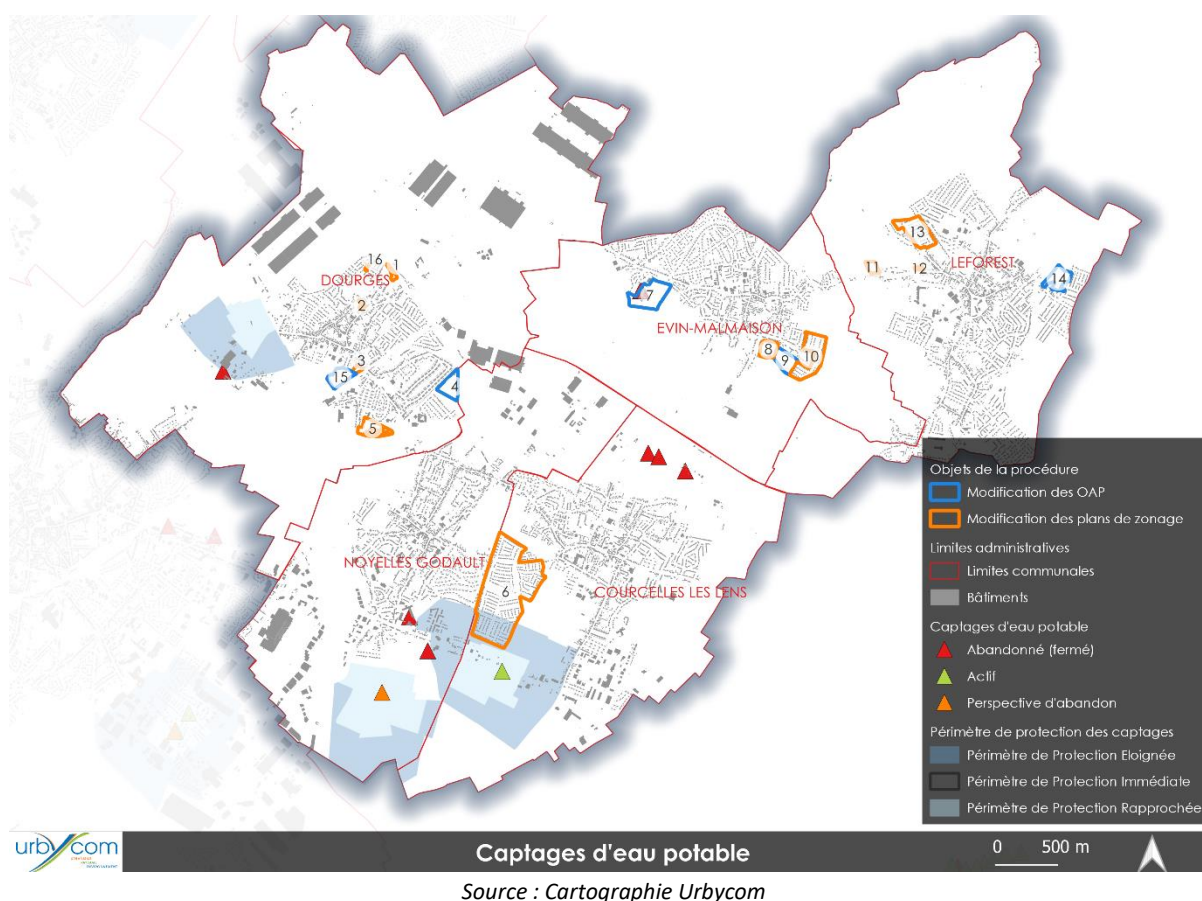 16
1
DOURGES
2
3
15
4
5
7
EVIN-MALMAISON
8
9
10
13
11
12
LEFOREST
14
NOYELLES GODAULT
6
COURCELLES LES LENS
Objets de la procédure
Modification des OAP
Modification des plans de zonage
Limites administratives
Limites communales
Bâtiments
Captages d'eau potable
Abandonné (fermé)
Actif
Perspective d'abandon
Périmètre de protection des captages
Périmètre de Protection Eloignée
Périmètre de Protection Immédiate
Périmètre de Protection Rapprochée
urbycom
Captages d'eau potable
0 500 m
Source : Cartographie Urbycom